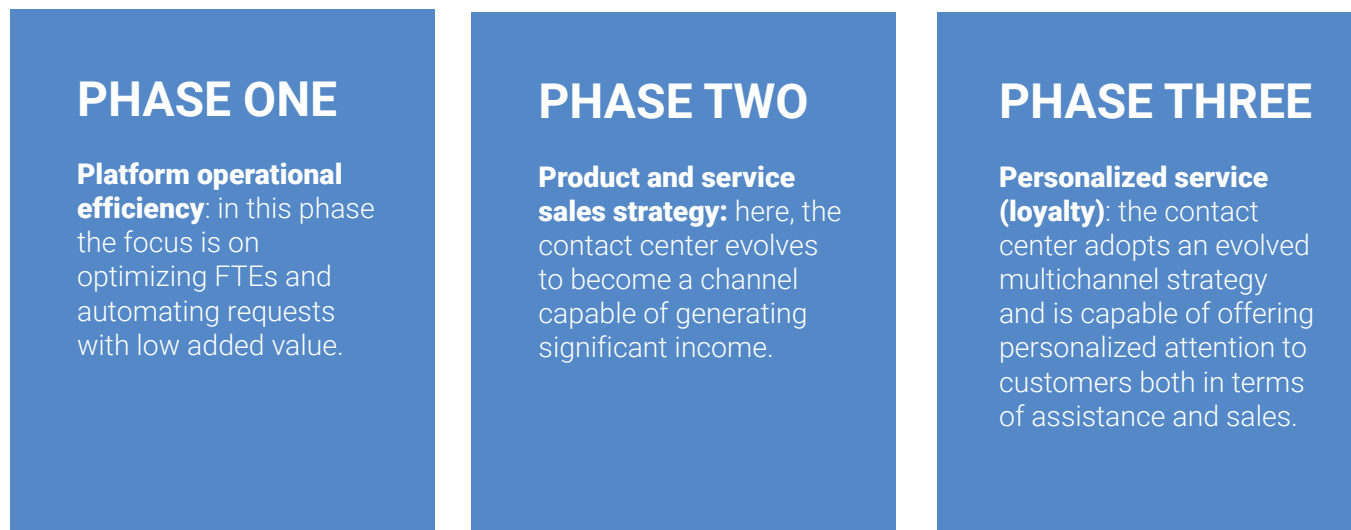 PHASE ONE
Platform operational
efficiency: in this phase
the focus is on
optimizing FTEs and
automating requests
with low added value.
PHASE TWO
Product and service
sales strategy: here, the
contact center evolves
to become a channel
capable of generating
significant income.
PHASE THREE
Personalized service
(loyalty): the contact
center adopts an evolved
multichannel strategy
and is capable of offering
personalized attention to
customers both in terms
of assistance and sales.